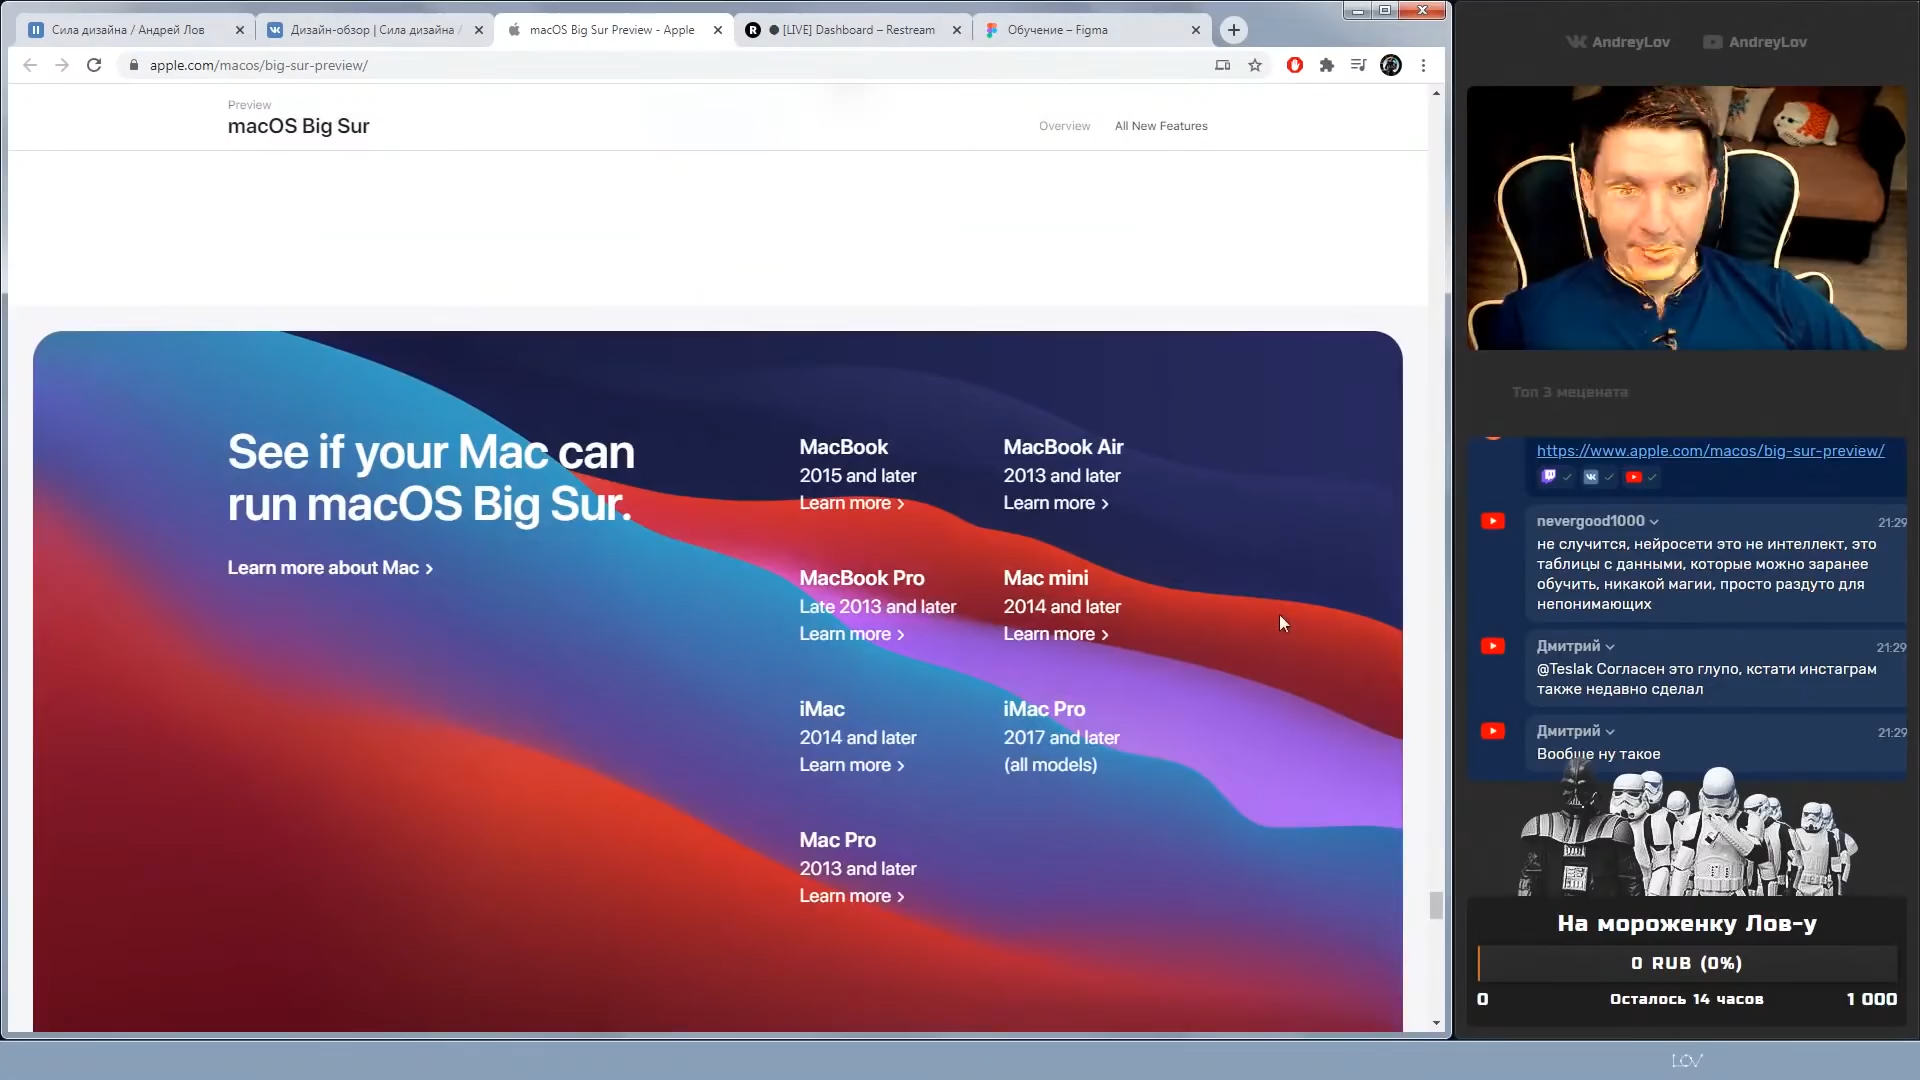 Сила дизайна / Андрей Лов
Дизайн-обзор | Сила дизайна /
macOS Big Sur Preview - Apple
[LIVE] Dashboard – Restream
Обучение – Figma
apple.com/macos/big-sur-preview/
Preview
macOS Big Sur
Overview
All New Features
See if your Mac can
run macOS Big Sur.
Learn more about Mac
MacBook
2015 and later
Learn more
MacBook Air
2013 and later
Learn more
MacBook Pro
Late 2013 and later
Learn more
Mac mini
2014 and later
Learn more
iMac
2014 and later
Learn more
iMac Pro
2017 and later
(all models)
Mac Pro
2013 and later
Learn more
AndreyLov
AndreyLov
Топ 3 мецената
https://www.apple.com/macos/big-sur-preview/
nevergood1000
21:29
не случится, нейросети это не интеллект, это
таблицы с данными, которые можно заранее
обучить, никакой магии, просто раздуто для
непонимающих
Дмитрий
21:29
@Teslak Согласен это глупо, кстати инстаграм
также недавно сделал
Дмитрий
21:29
Вообще ну такое
На мороженку Лов-у
0 RUB (0%)
0
Осталось 14 часов
1 000
LOV